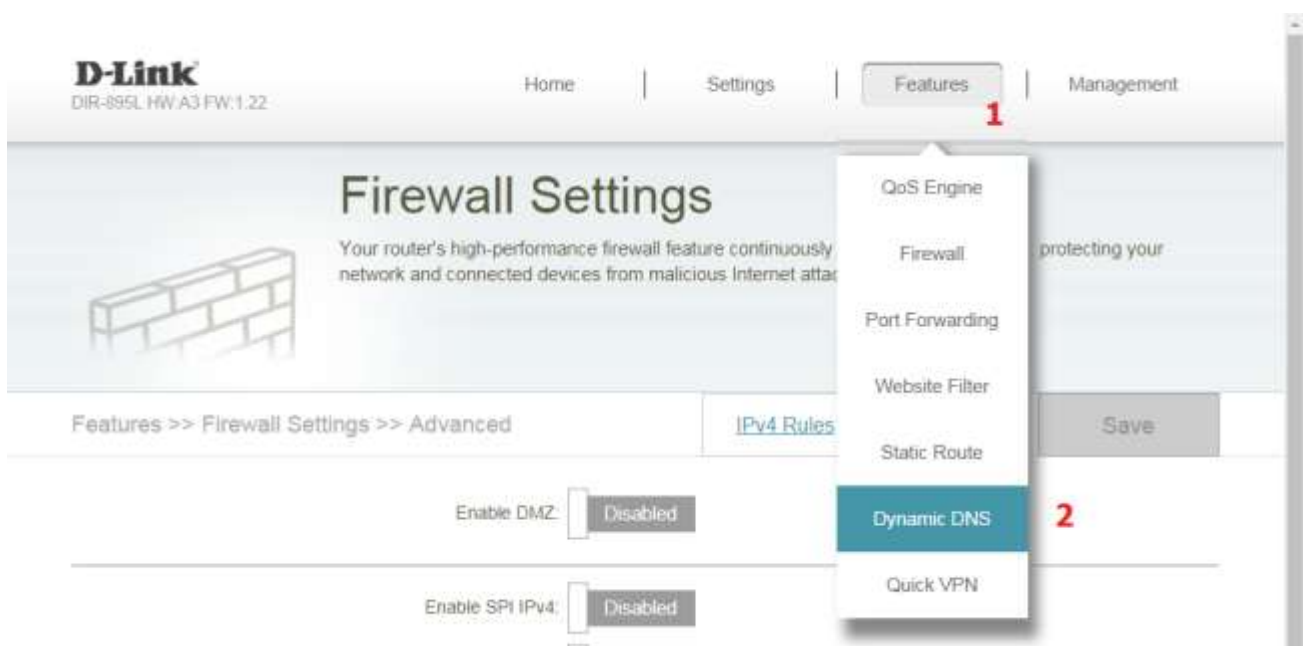 D-Link
DIR-895L HW:A3 FW:1.22
Home
Settings
Features
Management
1
Firewall Settings
Your router's high-performance firewall feature continuously
protecting your
network and connected devices from malicious Internet attac
QoS Engine
Firewall
Port Forwarding
Website Filter
Static Route
Dynamic DNS
2
Quick VPN
Features >> Firewall Settings >> Advanced
IPv4 Rules
Save
Enable DMZ:
Disabled
Enable SPI IPv4:
Disabled